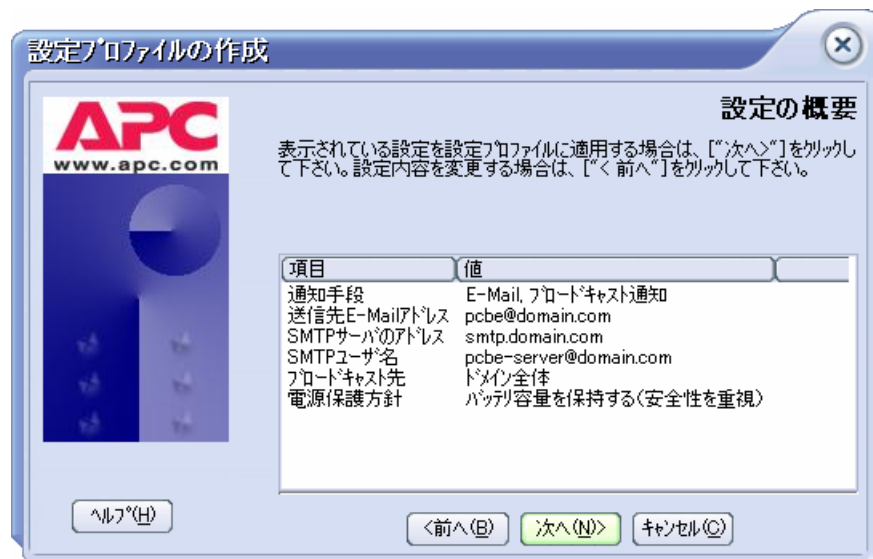 設定プロファイルの作成
APC
www.apc.com
設定の概要
表示されている設定を設定ﾌﾟﾛﾌｧｲﾙに適用する場合は、["次へ>"]をｸﾘｯｸし
て下さい。設定内容を変更する場合は、["< 前へ"]をｸﾘｯｸして下さい。
項目 値
通知手段 E-Mail, ﾌﾞﾛｰﾄﾞｷｬｽﾄ通知
送信先E-Mailｱﾄﾞﾚｽ pcbe@domain.com
SMTPｻｰﾊﾞのｱﾄﾞﾚｽ smtp.domain.com
SMTPﾕｰｻﾞ名 pcbe-server@domain.com
ﾌﾞﾛｰﾄﾞｷｬｽﾄ先 ﾄﾞﾒｲﾝ全体
電源保護方針 ﾊﾞｯﾃﾘ容量を保持する(安全性を重視)
ﾍﾙﾌﾟ(H) <前へ(B) 次へ(N)> ｷｬﾝｾﾙ(C)